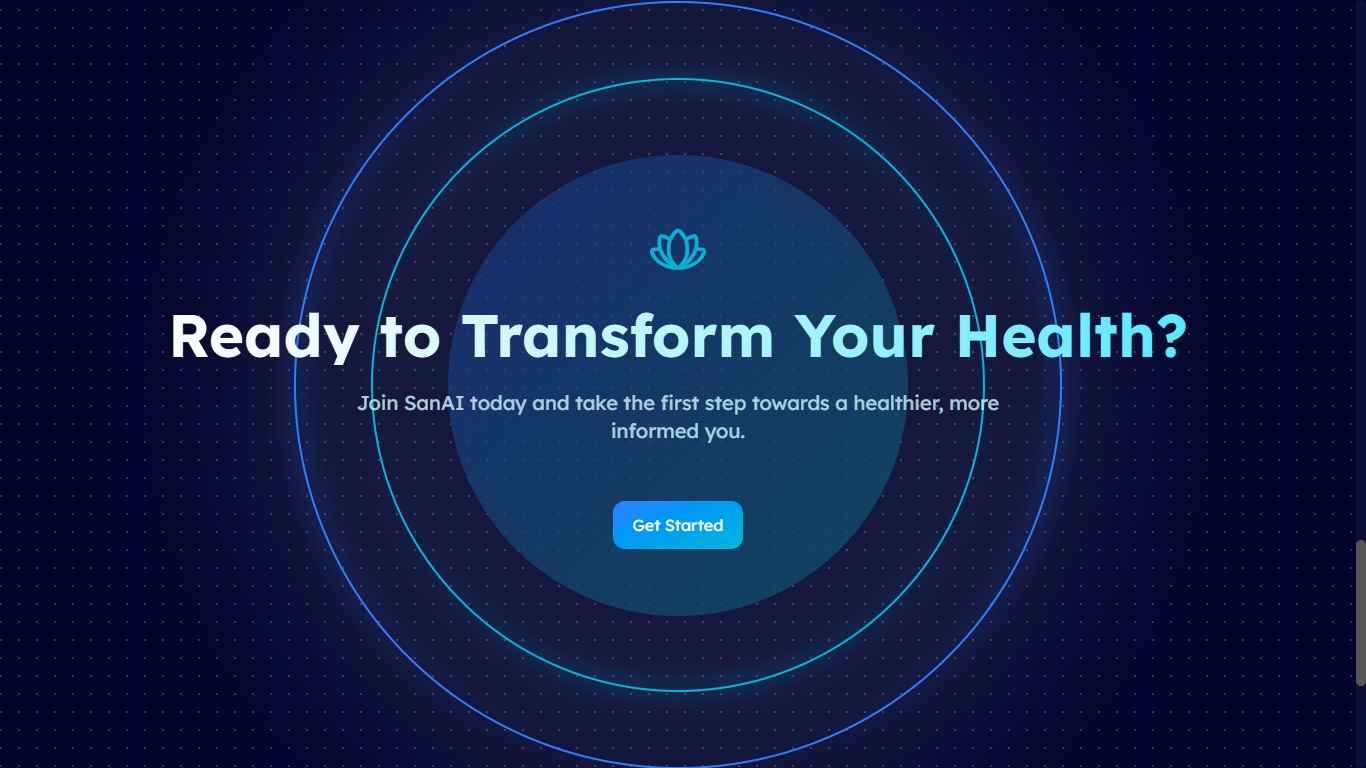 Ready to Transform Your Health?
Join SanAI today and take the first step towards a healthier, more
informed you.
Get Started